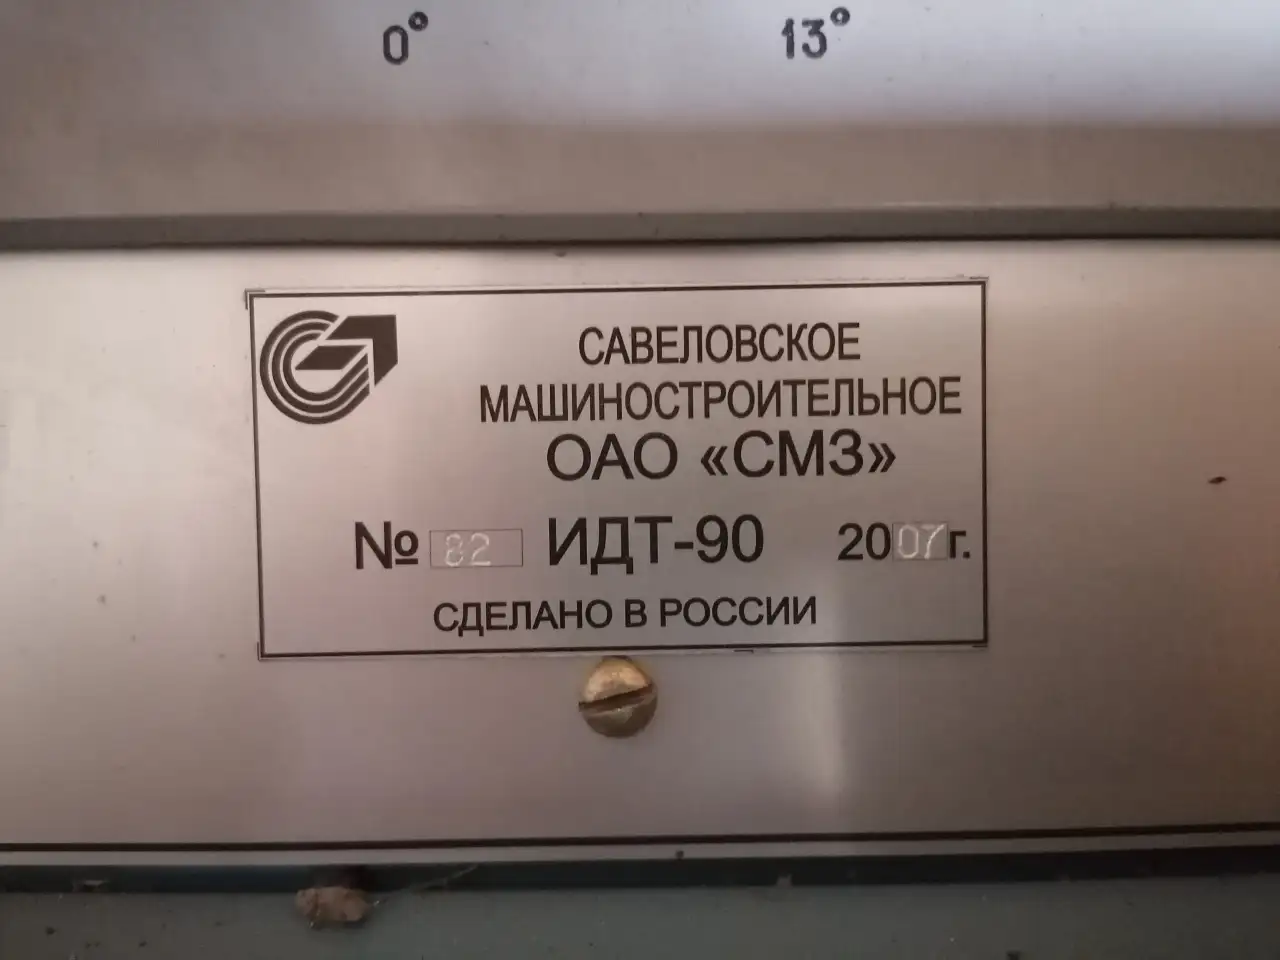 0° 13°
САВЕЛОВСКОЕ
МАШИНОСТРОИТЕЛЬНОЕ
ОАО «СМЗ»
№ 82 ИДТ-90 2007г.
СДЕЛАНО В РОССИИ